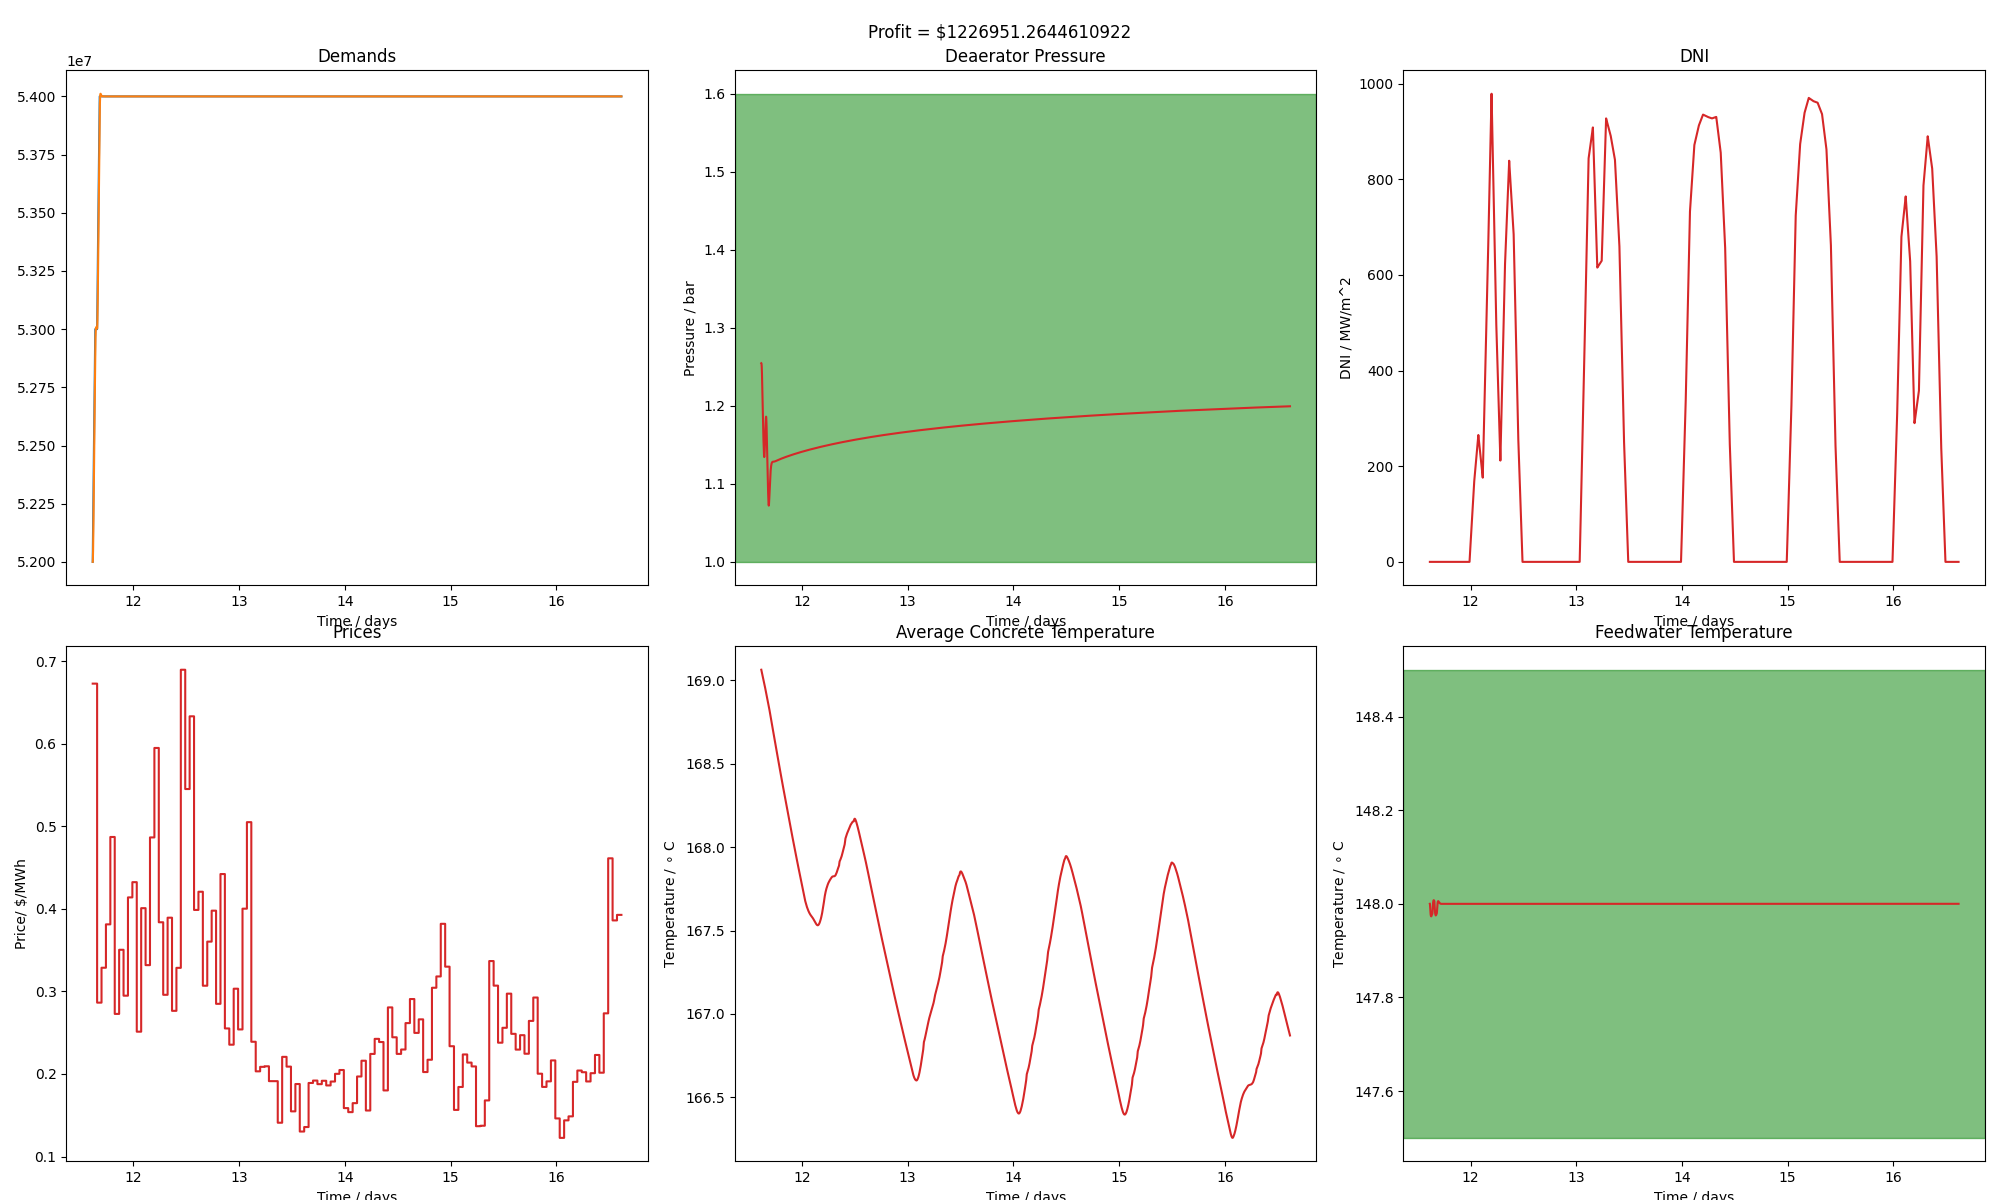 Profit = $1226951.2644610922
Demands
1e7
5.400
5.375
5.350
5.325
5.300
5.275
5.250
5.225
5.200
12 13 14 15 16
Time / days
Deaerator Pressure
Pressure / bar
1.6
1.5
1.4
1.3
1.2
1.1
1.0
12 13 14 15 16
Time / days
DNI
DNI / MW/m^2
1000
800
600
400
200
0
12 13 14 15 16
Time / days
Prices
Price/ $/MWh
0.7
0.6
0.5
0.4
0.3
0.2
0.1
12 13 14 15 16
Time / days
Average Concrete Temperature
Temperature / ∘ C
169.0
168.5
168.0
167.5
167.0
166.5
12 13 14 15 16
Time / days
Feedwater Temperature
Temperature / ∘ C
148.4
148.2
148.0
147.8
147.6
12 13 14 15 16
Time / days